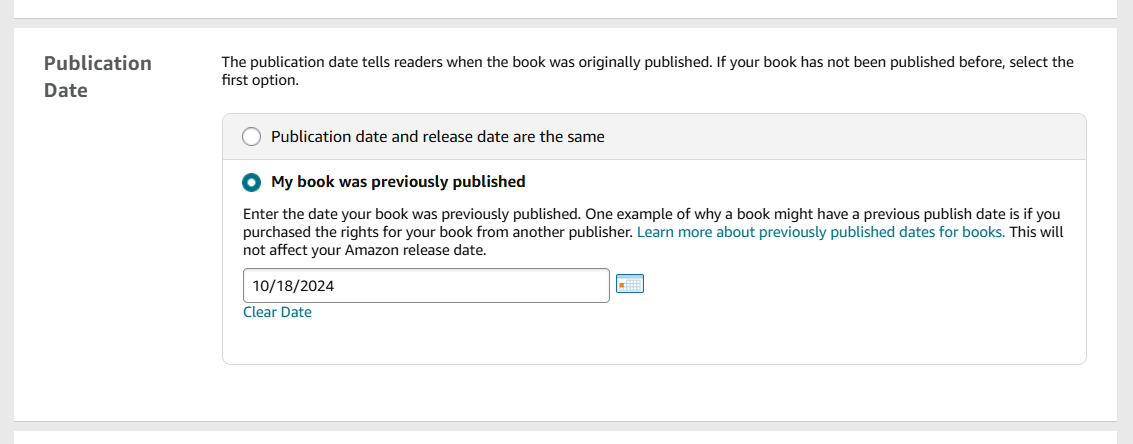 Publication
Date
The publication date tells readers when the book was originally published. If your book has not been published before, select the
first option.
Publication date and release date are the same
My book was previously published
Enter the date your book was previously published. One example of why a book might have a previous publish date is if you
purchased the rights for your book from another publisher. Learn more about previously published dates for books. This will
not affect your Amazon release date.
10/18/2024
Clear Date